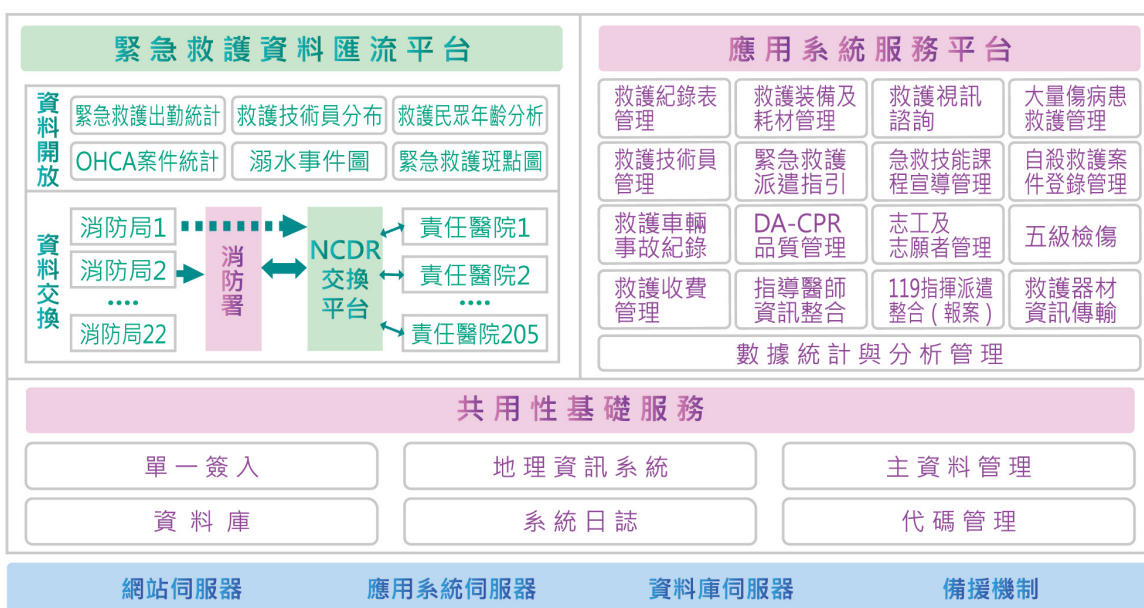 緊急救護資料匯流平台
資料開放
緊急救護出勤統計
救護技術員分布
救護民眾年齡分析
OHCA案件統計
溺水事件圖
緊急救護斑點圖
資料交換
消防局1
消防局2
....
消防局22
消防署
NCDR
交換
平台
責任醫院1
責任醫院2
....
責任醫院205
應用系統服務平台
救護紀錄表
管理
救護裝備及
耗材管理
救護視訊
諮詢
大量傷病患
救護管理
救護技術員
管理
緊急救護
派遣指引
急救技能課
程宣導管理
自殺救護案
件登錄管理
救護車輛
事故紀錄
DA-CPR
品質管理
志工及
志願者管理
五級檢傷
救護收費
管理
指導醫師
資訊整合
119指揮派遣
整合(報案)
救護器材
資訊傳輸
數據統計與分析管理
共用性基礎服務
單一簽入
地理資訊系統
主資料管理
資料庫
系統日誌
代碼管理
網站伺服器
應用系統伺服器
資料庫伺服器
備援機制